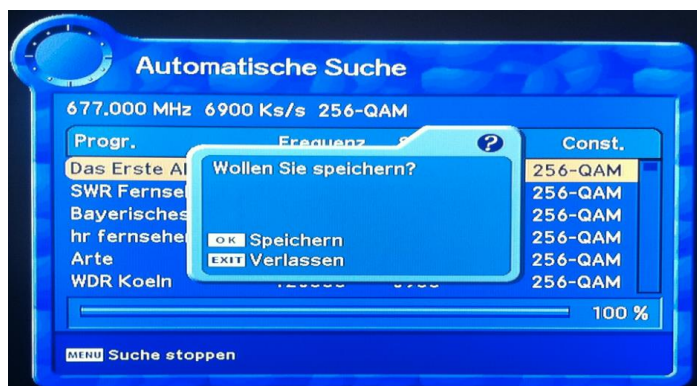 Automatische Suche
677.000 MHz 6900 Ks/s 256-QAM
Progr. Frequenz Const.
Das Erste 256-QAM
SWR 256-QAM
Bayerisches 256-QAM
hr 256-QAM
Arte 256-QAM
WDR Koeln 256-QAM
Wollen Sie speichern?
OK Speichern
EXIT Verlassen
100 %
MENU Suche stoppen